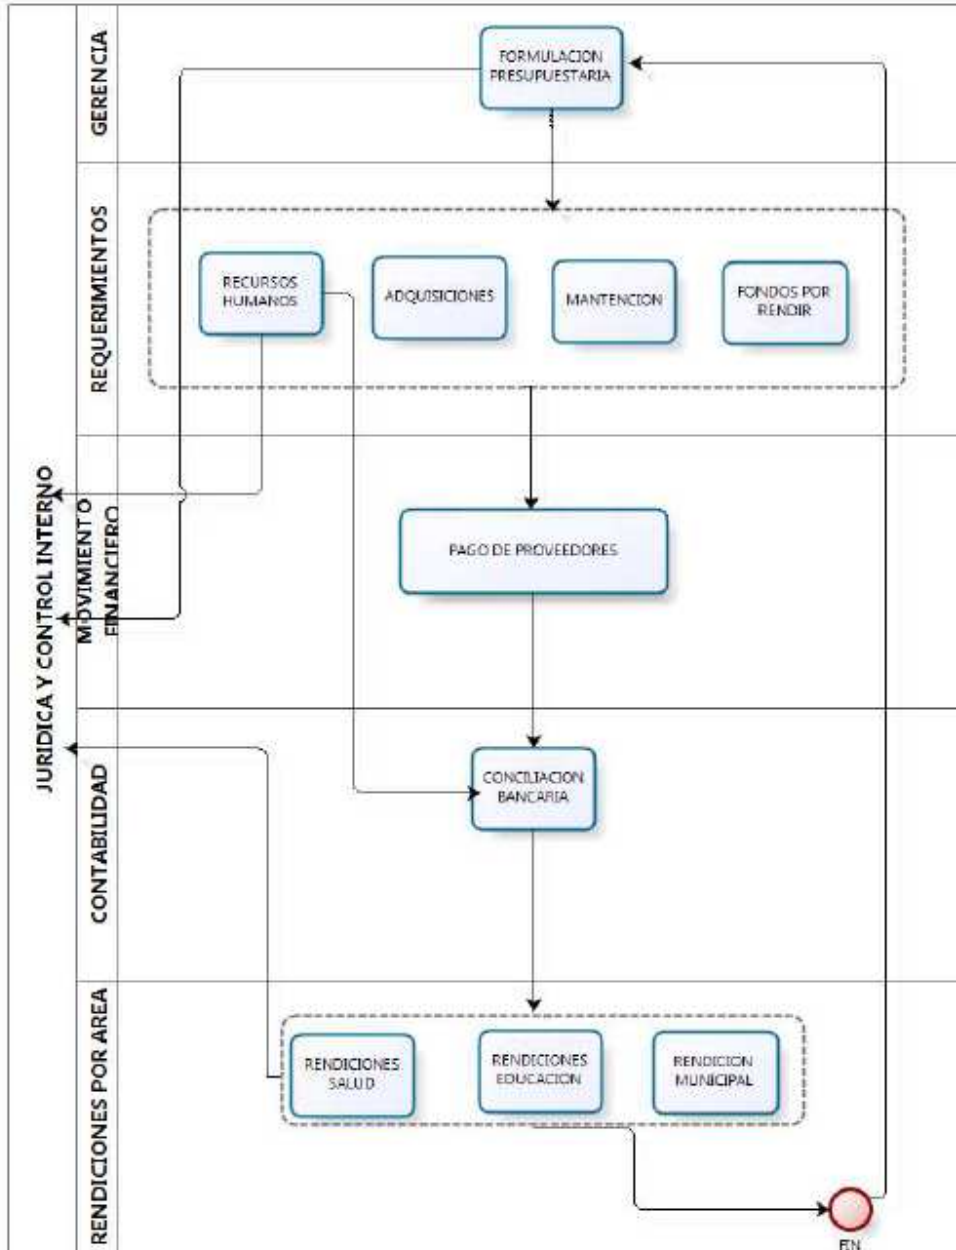 JURIDICA Y CONTROL INTERNO
GERENCIA
FORMULACION
PRESUPUESTARIA
REQUERIMIENTOS
RECURSOS
HUMANOS
ADQUISICIONES
MANTENCION
FONDOS POR
RENDIR
MOVIMIENTO
FINANCIERO
PAGO DE PROVEEDORES
CONTABILIDAD
CONCILIACION
BANCARIA
RENDICIONES POR AREA
RENDICIONES
SALUD
RENDICIONES
EDUCACION
RENDICION
MUNICIPAL
FIN